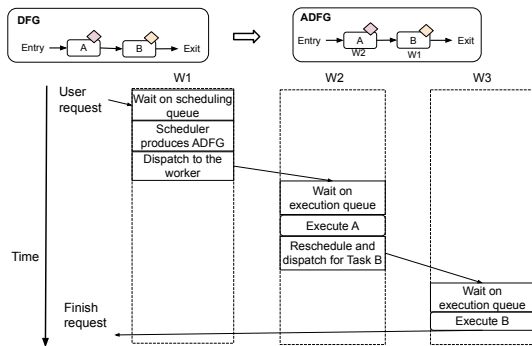 DFG
Entry
A
B
Exit
ADFG
Entry
A
B
Exit
W2
W1
W1
W2
W3
User
request
Wait on scheduling
queue
Scheduler
produces ADFG
Dispatch to the
worker
Wait on
execution queue
Execute A
Reschedule and
dispatch for Task B
Time
Wait on
execution queue
Execute B
Finish
request